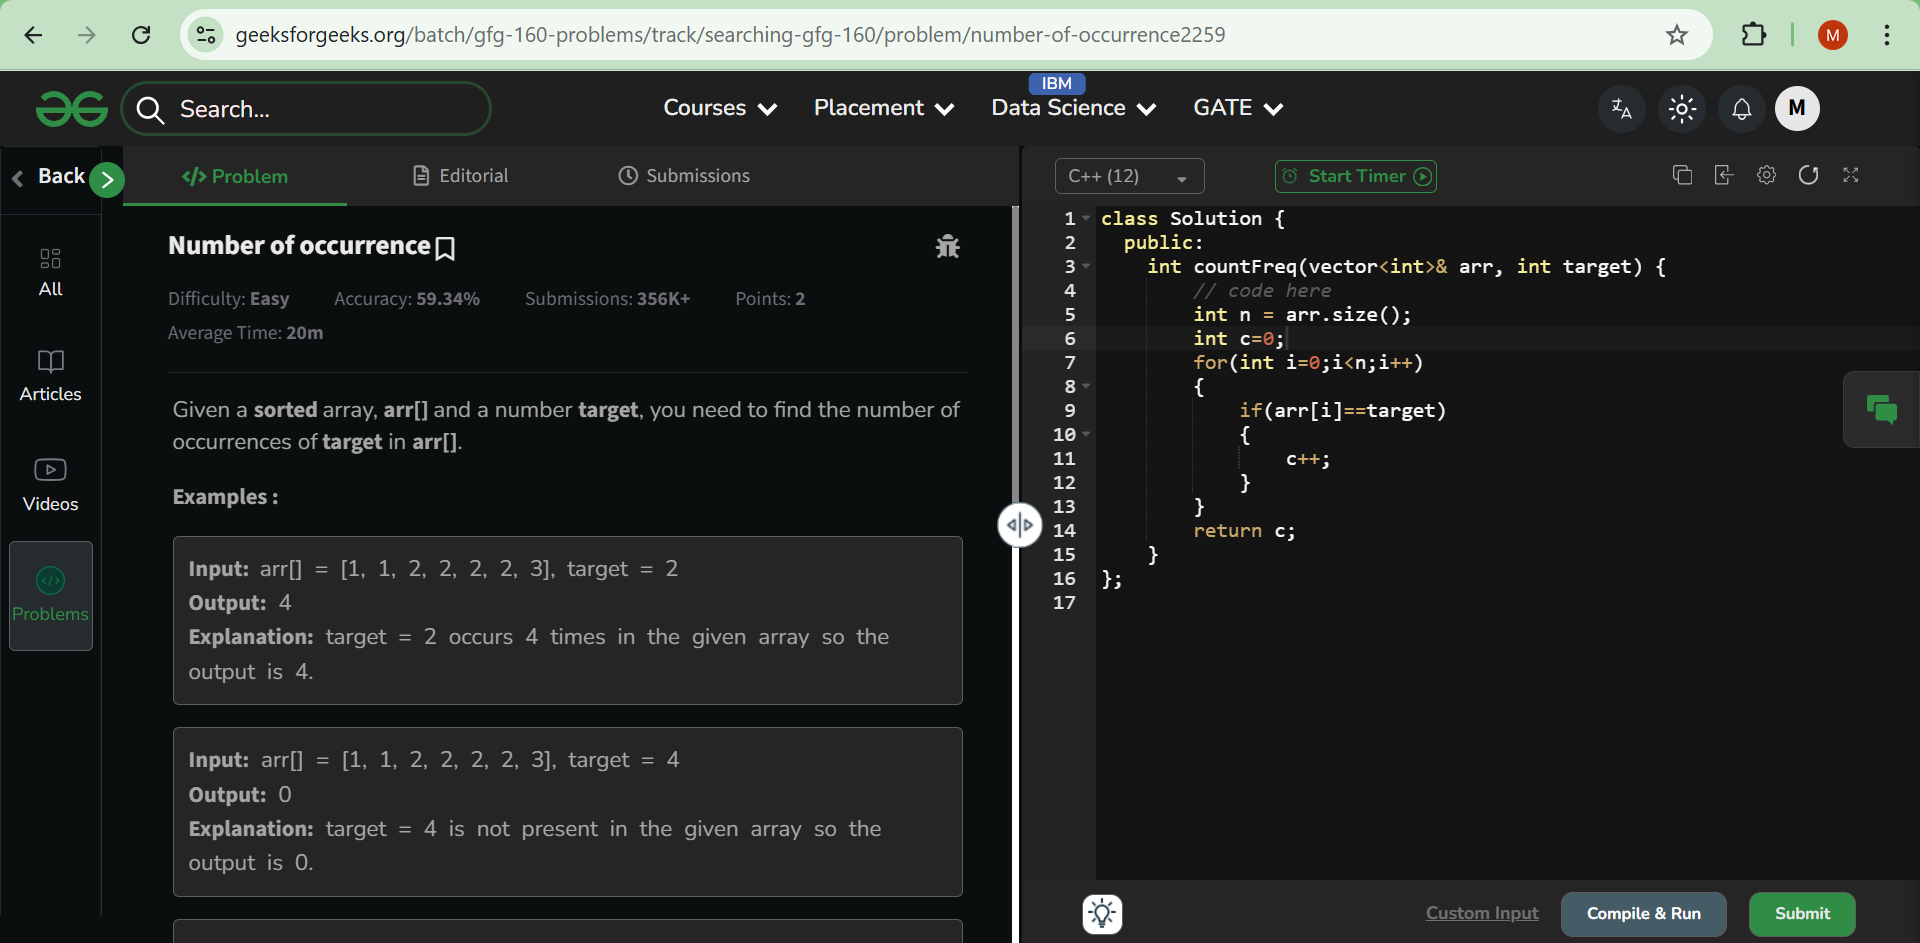 geeksforgeeks.org/batch/gfg-160-problems/track/searching-gfg-160/problem/number-of-occurrence2259
M
Search...
Courses
Placement
IBM
Data Science
GATE
M
Back
Problem
Editorial
Submissions
C++ (12)
Start Timer
All
Articles
Videos
Problems
Number of occurrence
Difficulty: Easy Accuracy: 59.34% Submissions: 356K+ Points: 2
Average Time: 20m
Given a sorted array, arr[] and a number target, you need to find the number of
occurrences of target in arr[].
Examples :
Input: arr[] = [1, 1, 2, 2, 2, 2, 3], target = 2
Output: 4
Explanation: target = 2 occurs 4 times in the given array so the
output is 4.
Input: arr[] = [1, 1, 2, 2, 2, 2, 3], target = 4
Output: 0
Explanation: target = 4 is not present in the given array so the
output is 0.
1 class Solution {
2   public:
3     int countFreq(vector<int>& arr, int target) {
4         // code here
5         int n = arr.size();
6         int c=0;
7         for(int i=0;i<n;i++)
8         {
9             if(arr[i]==target)
10             {
11                 c++;
12             }
13         }
14         return c;
15     }
16 };
17
Custom Input
Compile & Run
Submit